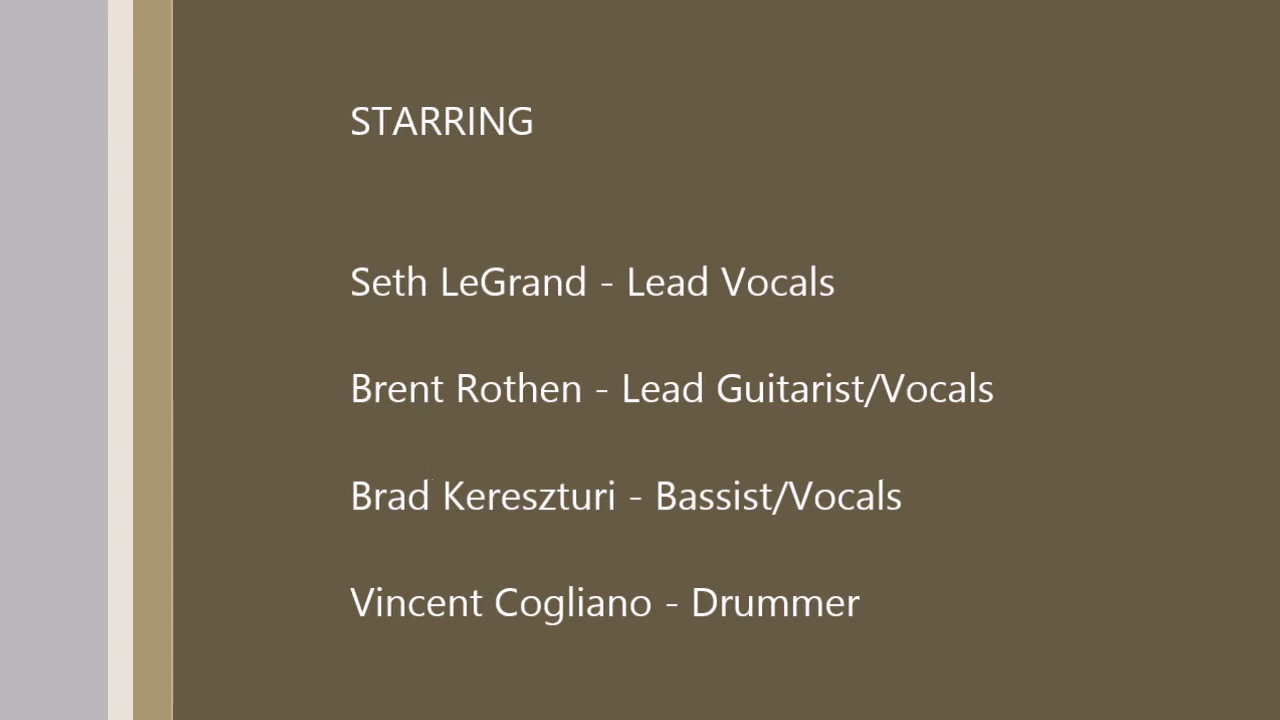 STARRING
Seth LeGrand - Lead Vocals
Brent Rothen - Lead Guitarist/Vocals
Brad Kereszturi - Bassist/Vocals
Vincent Cogliano - Drummer